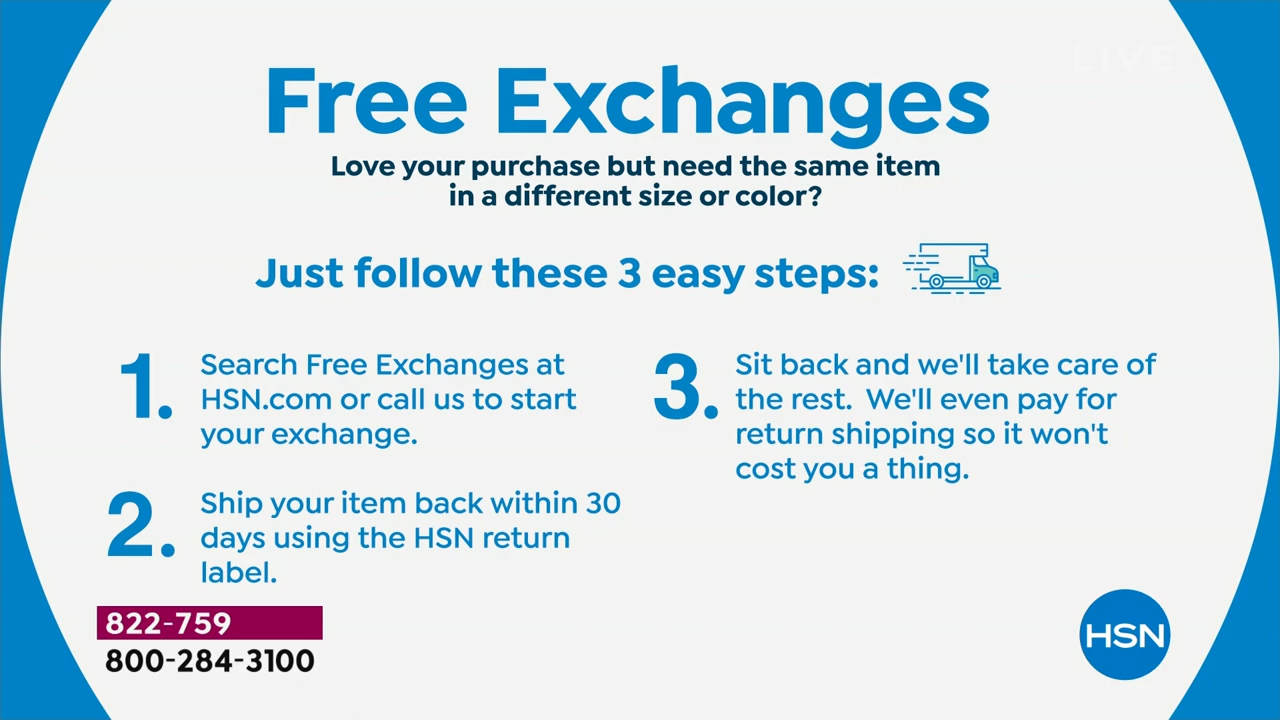 LIVE
Free Exchanges
Love your purchase but need the same item
in a different size or color?
Just follow these 3 easy steps:
1. Search Free Exchanges at
HSN.com or call us to start
your exchange.
2. Ship your item back within 30
days using the HSN return
label.
3. Sit back and we'll take care of
the rest. We'll even pay for
return shipping so it won't
cost you a thing.
822-759
800-284-3100
HSN